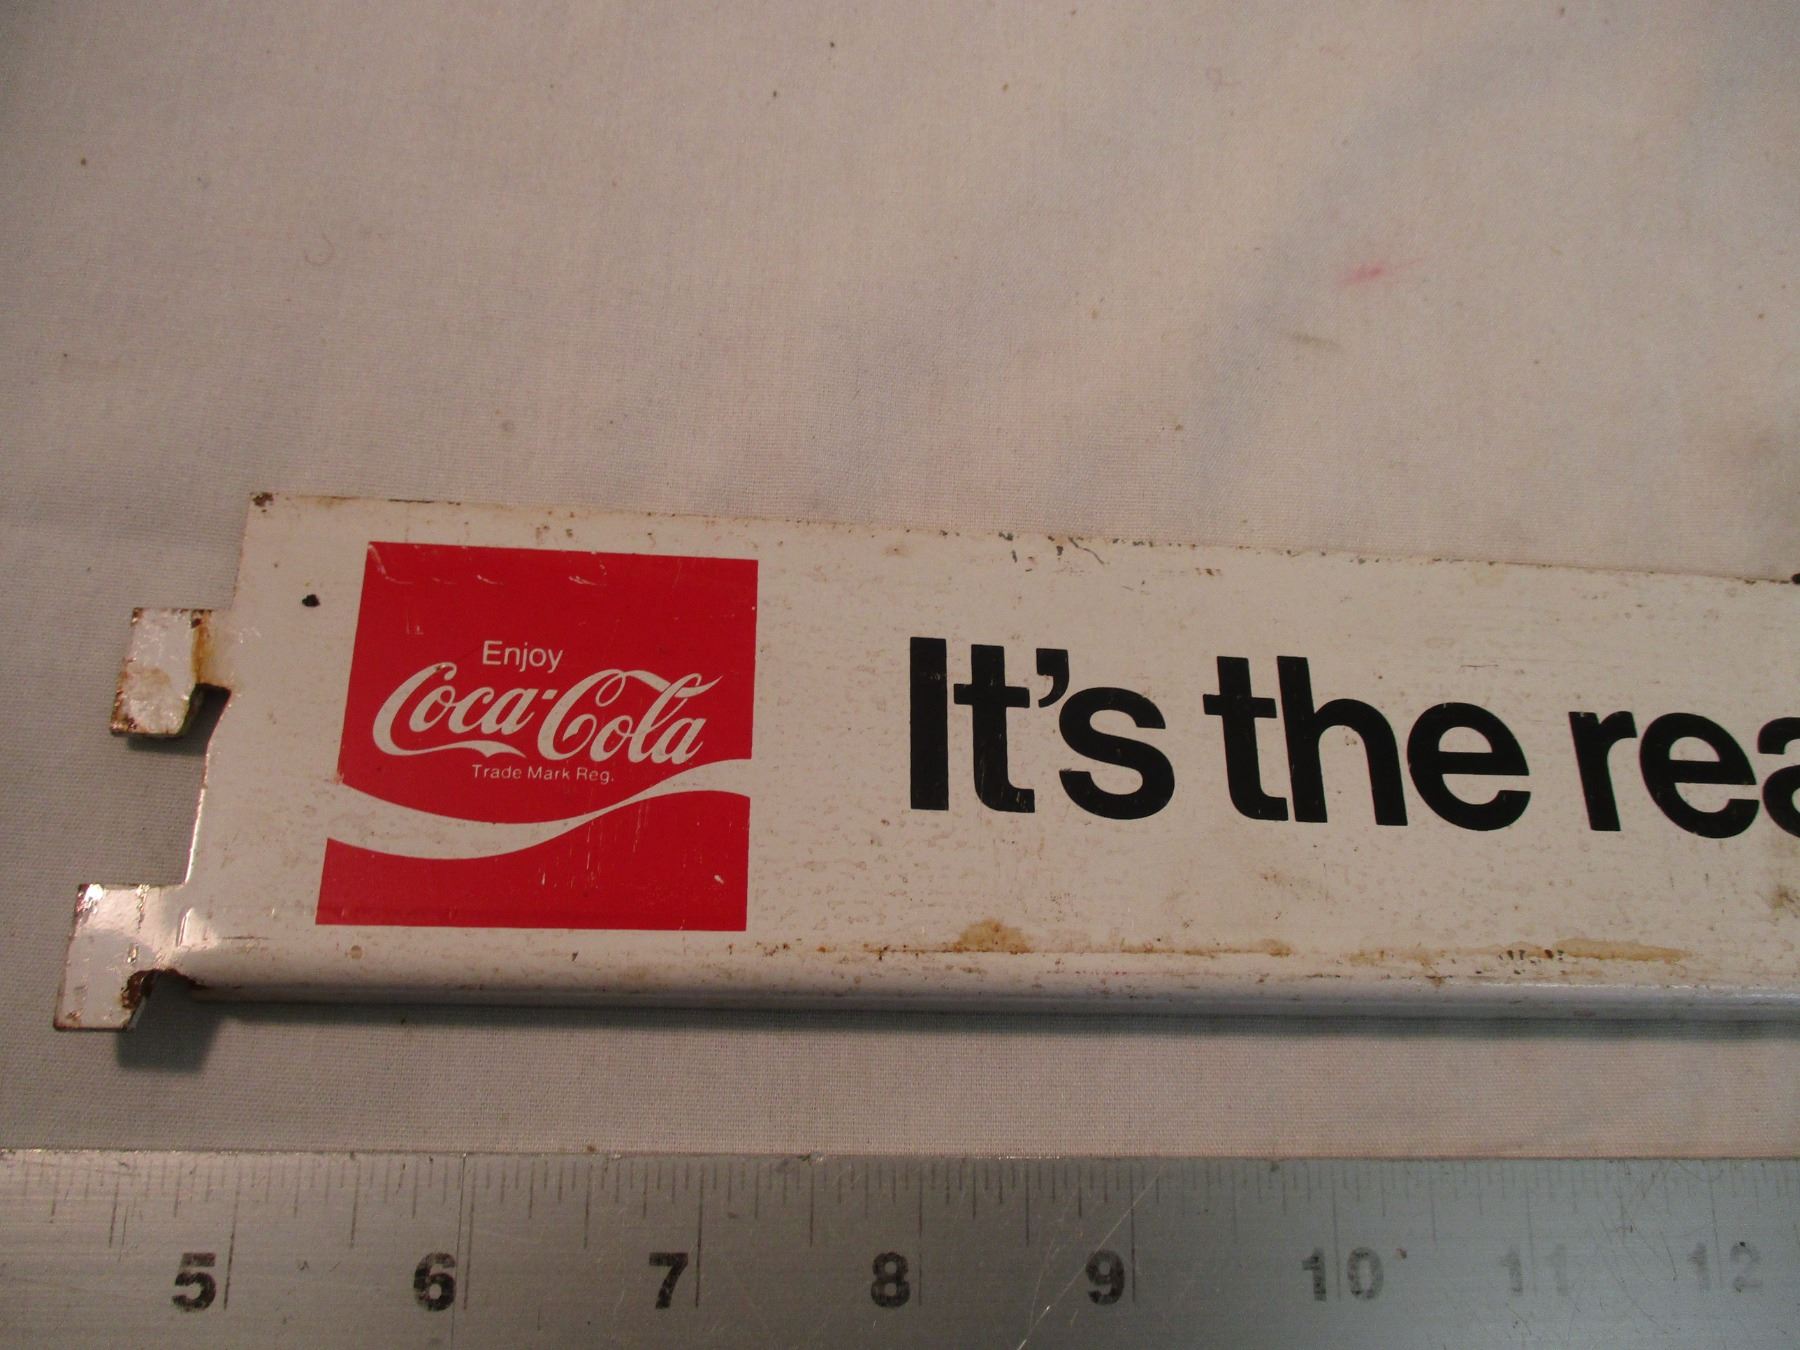 Enjoy
Coca-Cola
Trade Mark Reg.
It's the rea
5 6 7 8 9 10 11 12